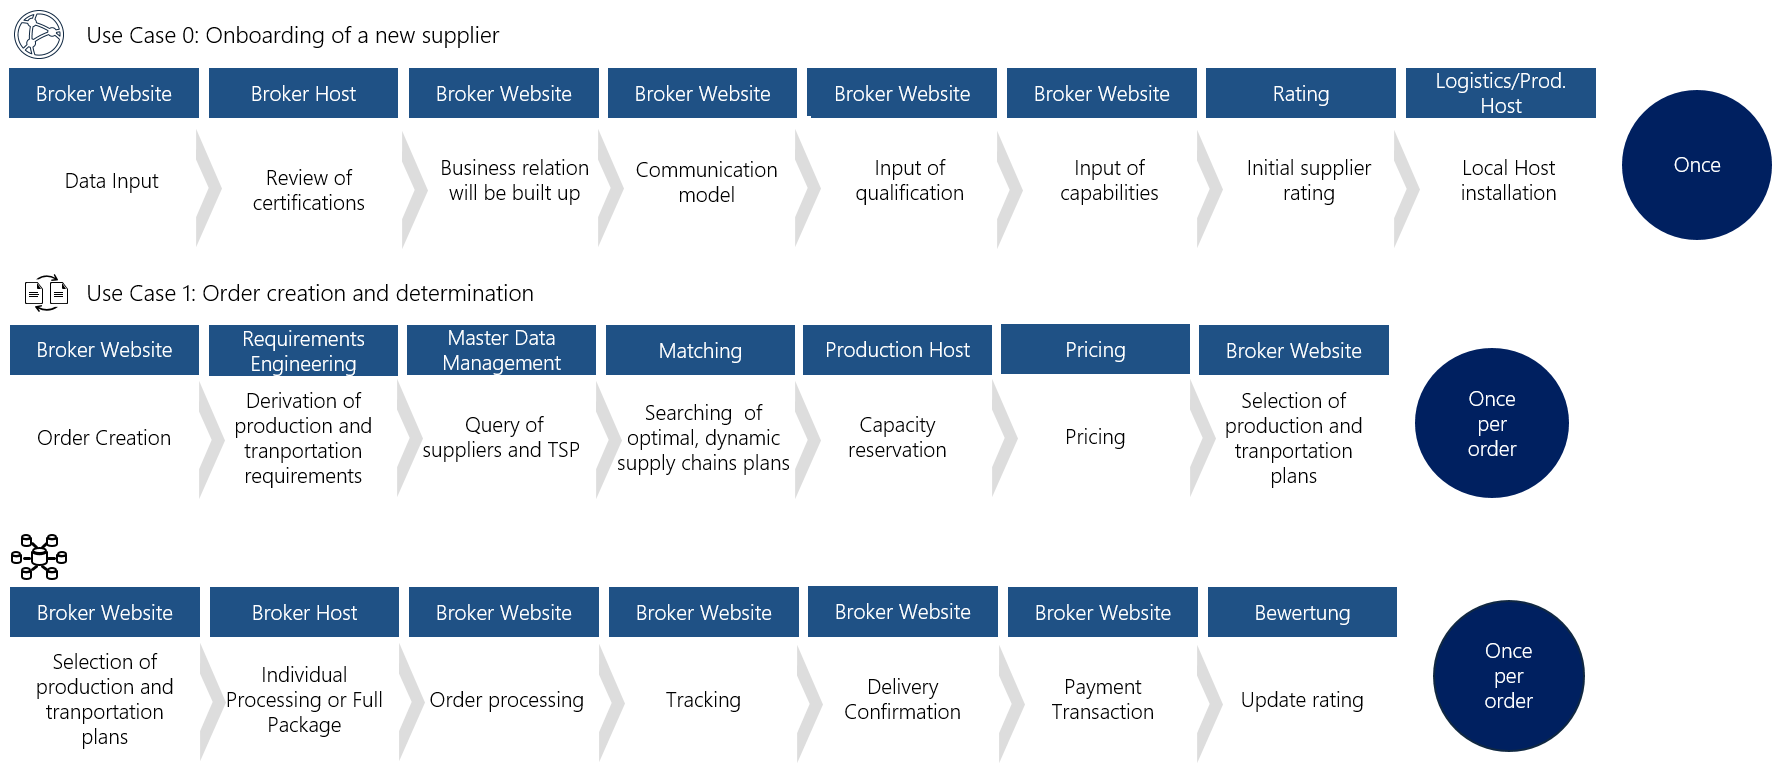 Use Case 0: Onboarding of a new supplier
Broker Website
Broker Host
Broker Website
Broker Website
Broker Website
Broker Website
Rating
Logistics/Prod.
Host
Data Input
Review of
certifications
Business relation
will be built up
Communication
model
Input of
qualification
Input of
capabilities
Initial supplier
rating
Local Host
installation
Once
Use Case 1: Order creation and determination
Broker Website
Requirements
Engineering
Master Data
Management
Matching
Production Host
Pricing
Broker Website
Order Creation
Derivation of
production and
tranportation
requirements
Query of
suppliers and TSP
Searching  of
optimal, dynamic
supply chains plans
Capacity
reservation
Pricing
Selection of
production and
tranportation
plans
Once
per
order
Broker Website
Broker Host
Broker Website
Broker Website
Broker Website
Broker Website
Bewertung
Selection of
production and
tranportation
plans
Individual
Processing or Full
Package
Order processing
Tracking
Delivery
Confirmation
Payment
Transaction
Update rating
Once
per
order